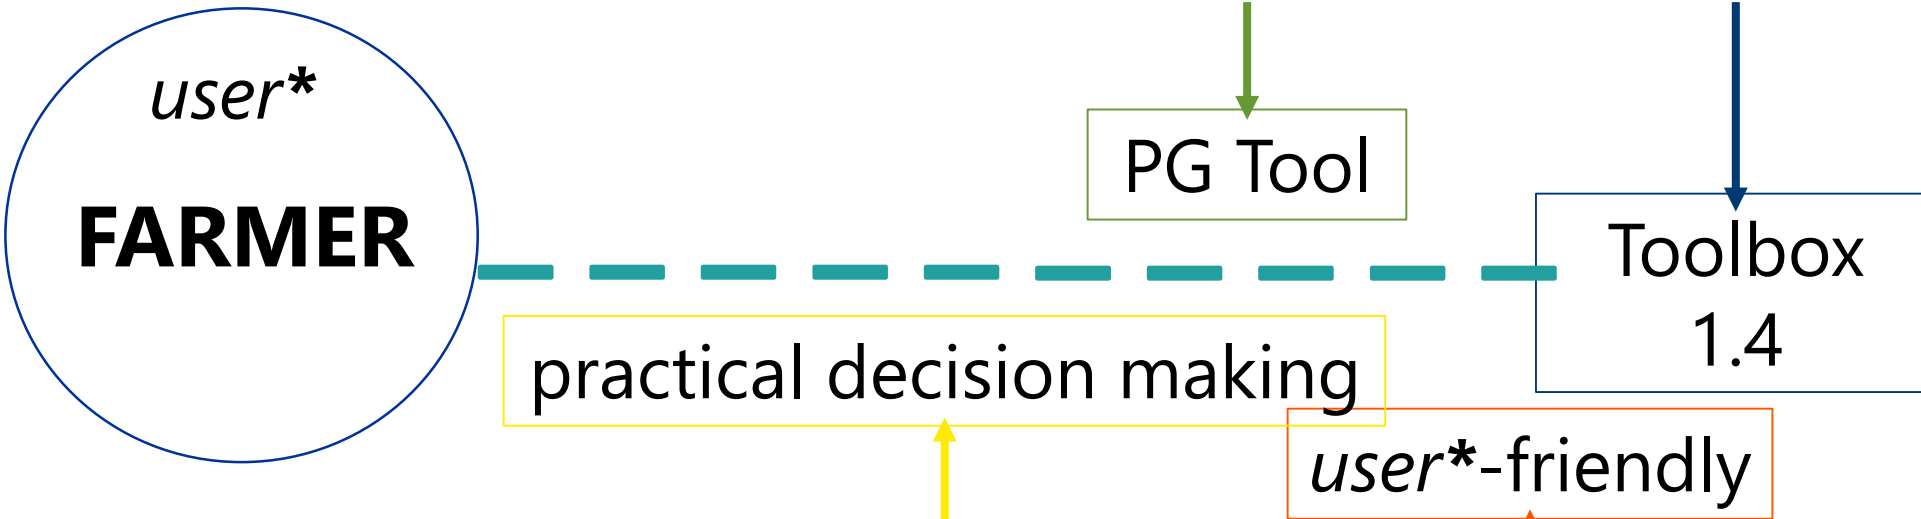 user*
FARMER
PG Tool
Toolbox
1.4
practical decision making
user*-friendly